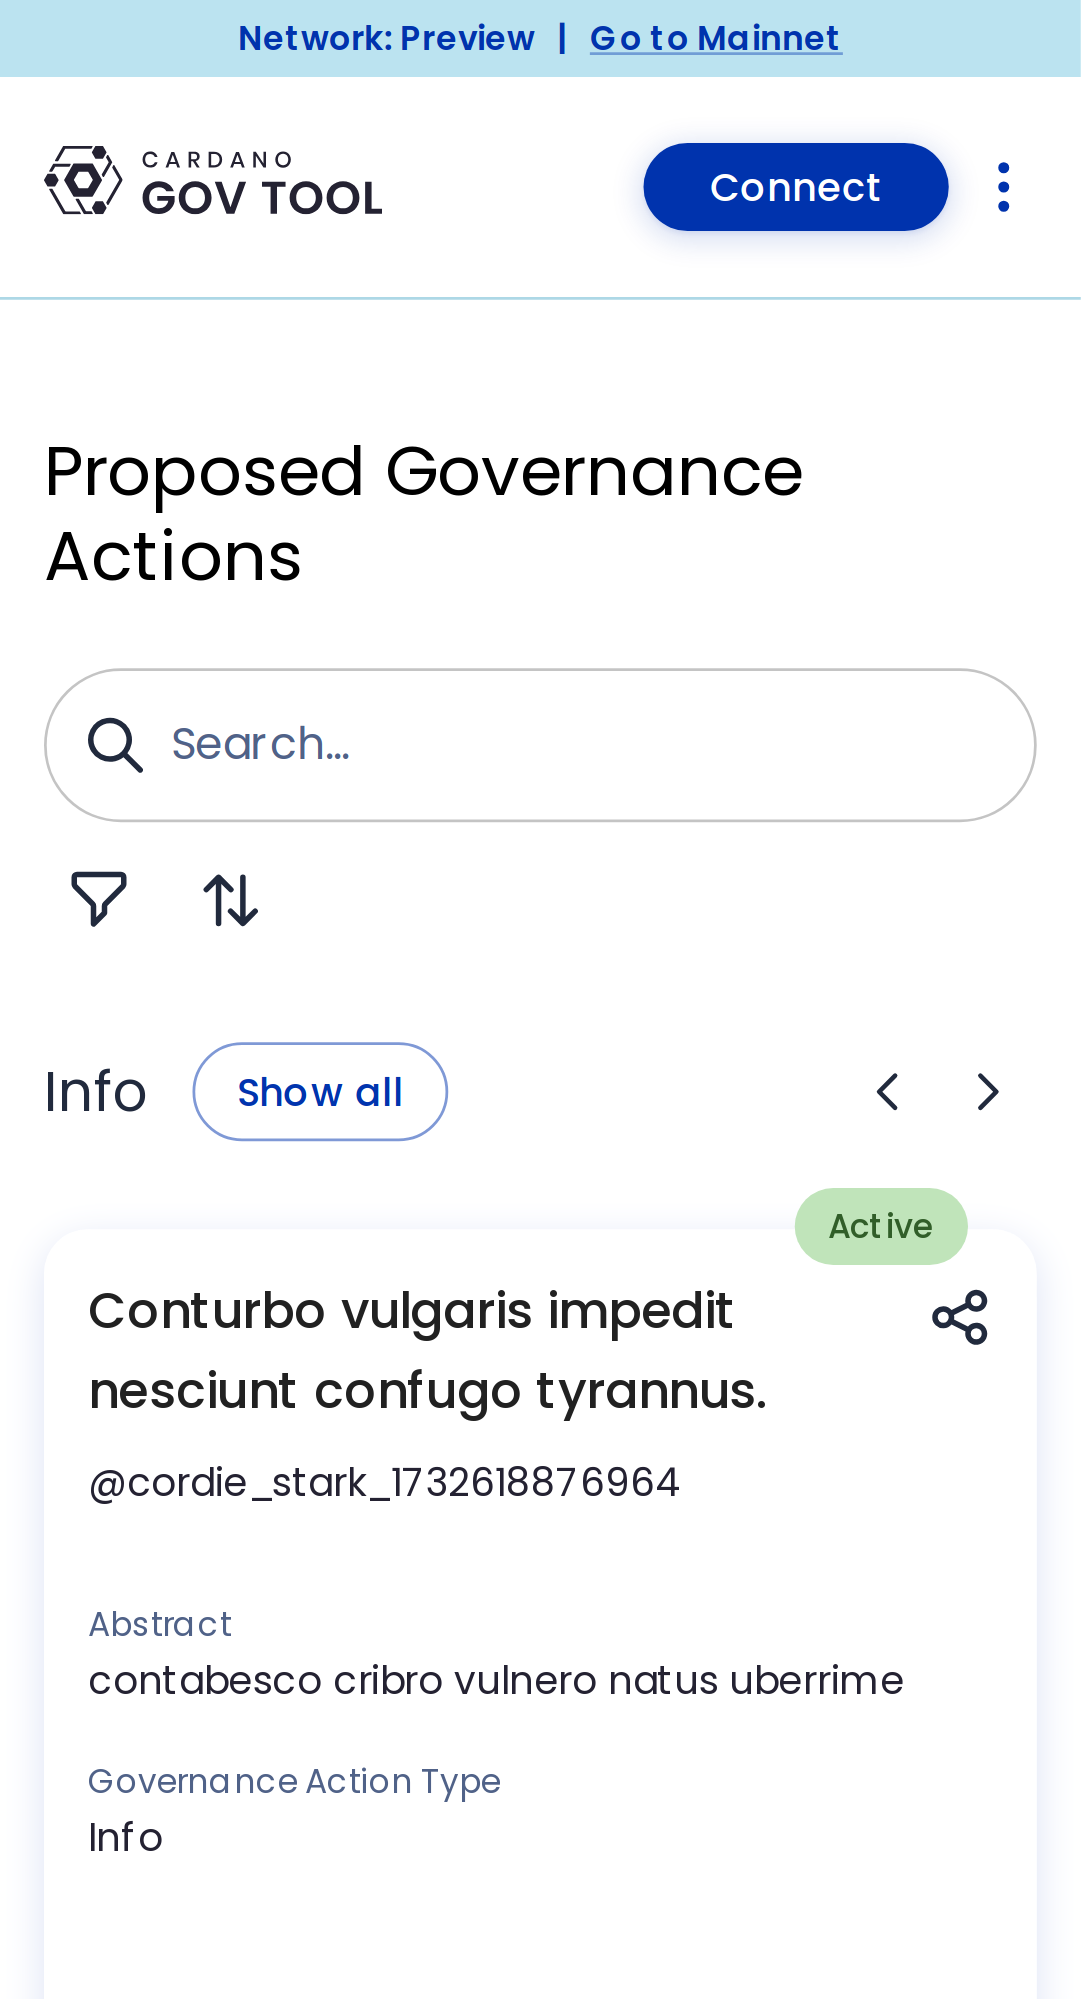 Network: Preview | Go to Mainnet
CARDANO
GOV TOOL
Connect
Proposed Governance
Actions
Search...
Info
Show all
Active
Conturbo vulgaris impedit
nesciunt confugo tyrannus.
@cordie_stark_1732618876964
Abstract
contabesco cribro vulnero natus uberrime
Governance Action Type
Info